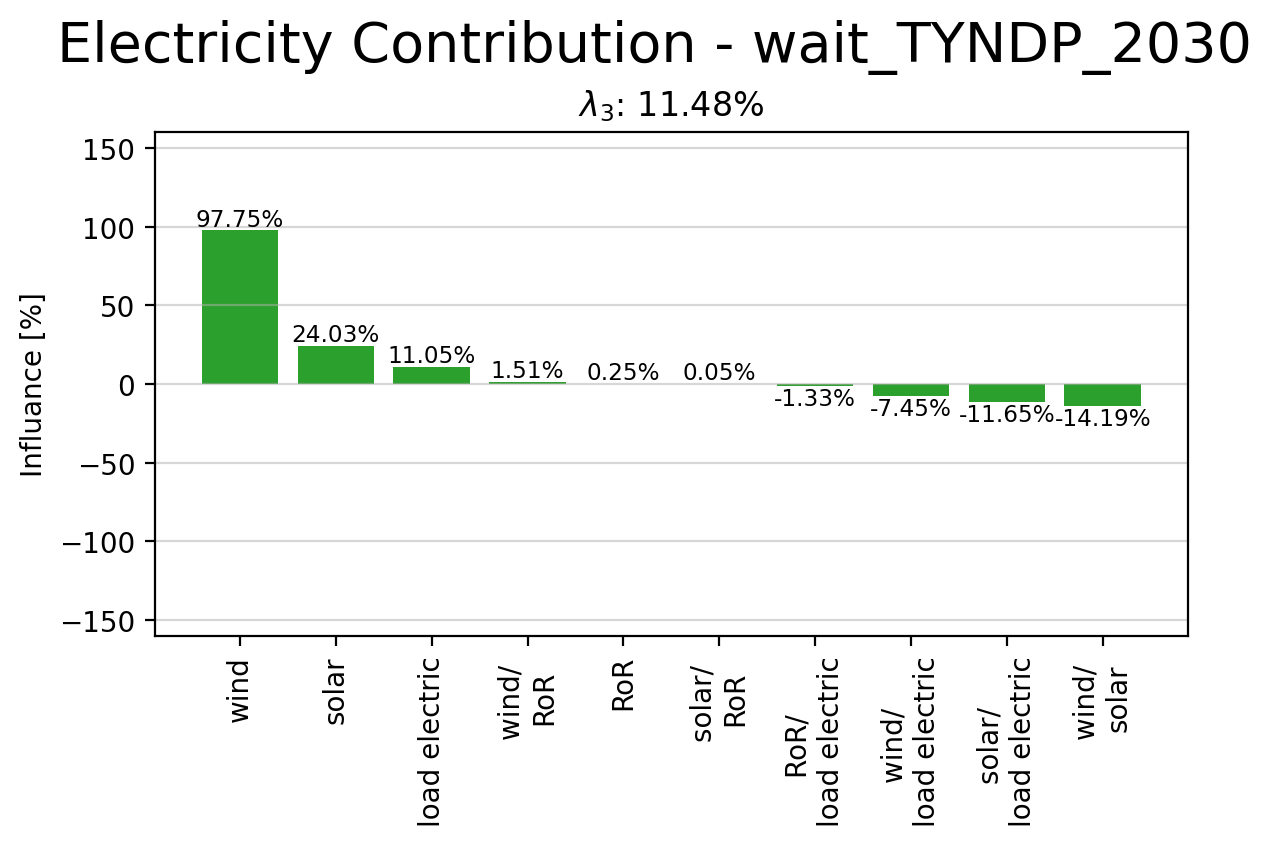 Electricity Contribution - wait_TYNDP_2030
λ₃: 11.48%
150
100
50
0
−50
−100
−150
Influance [%]
97.75%
24.03%
11.05%
1.51%
0.25%
0.05%
-1.33%
-7.45%
-11.65%
-14.19%
wind
solar
load electric
wind/
RoR
RoR
solar/
RoR
RoR/
load electric
wind/
load electric
solar/
load electric
wind/
solar